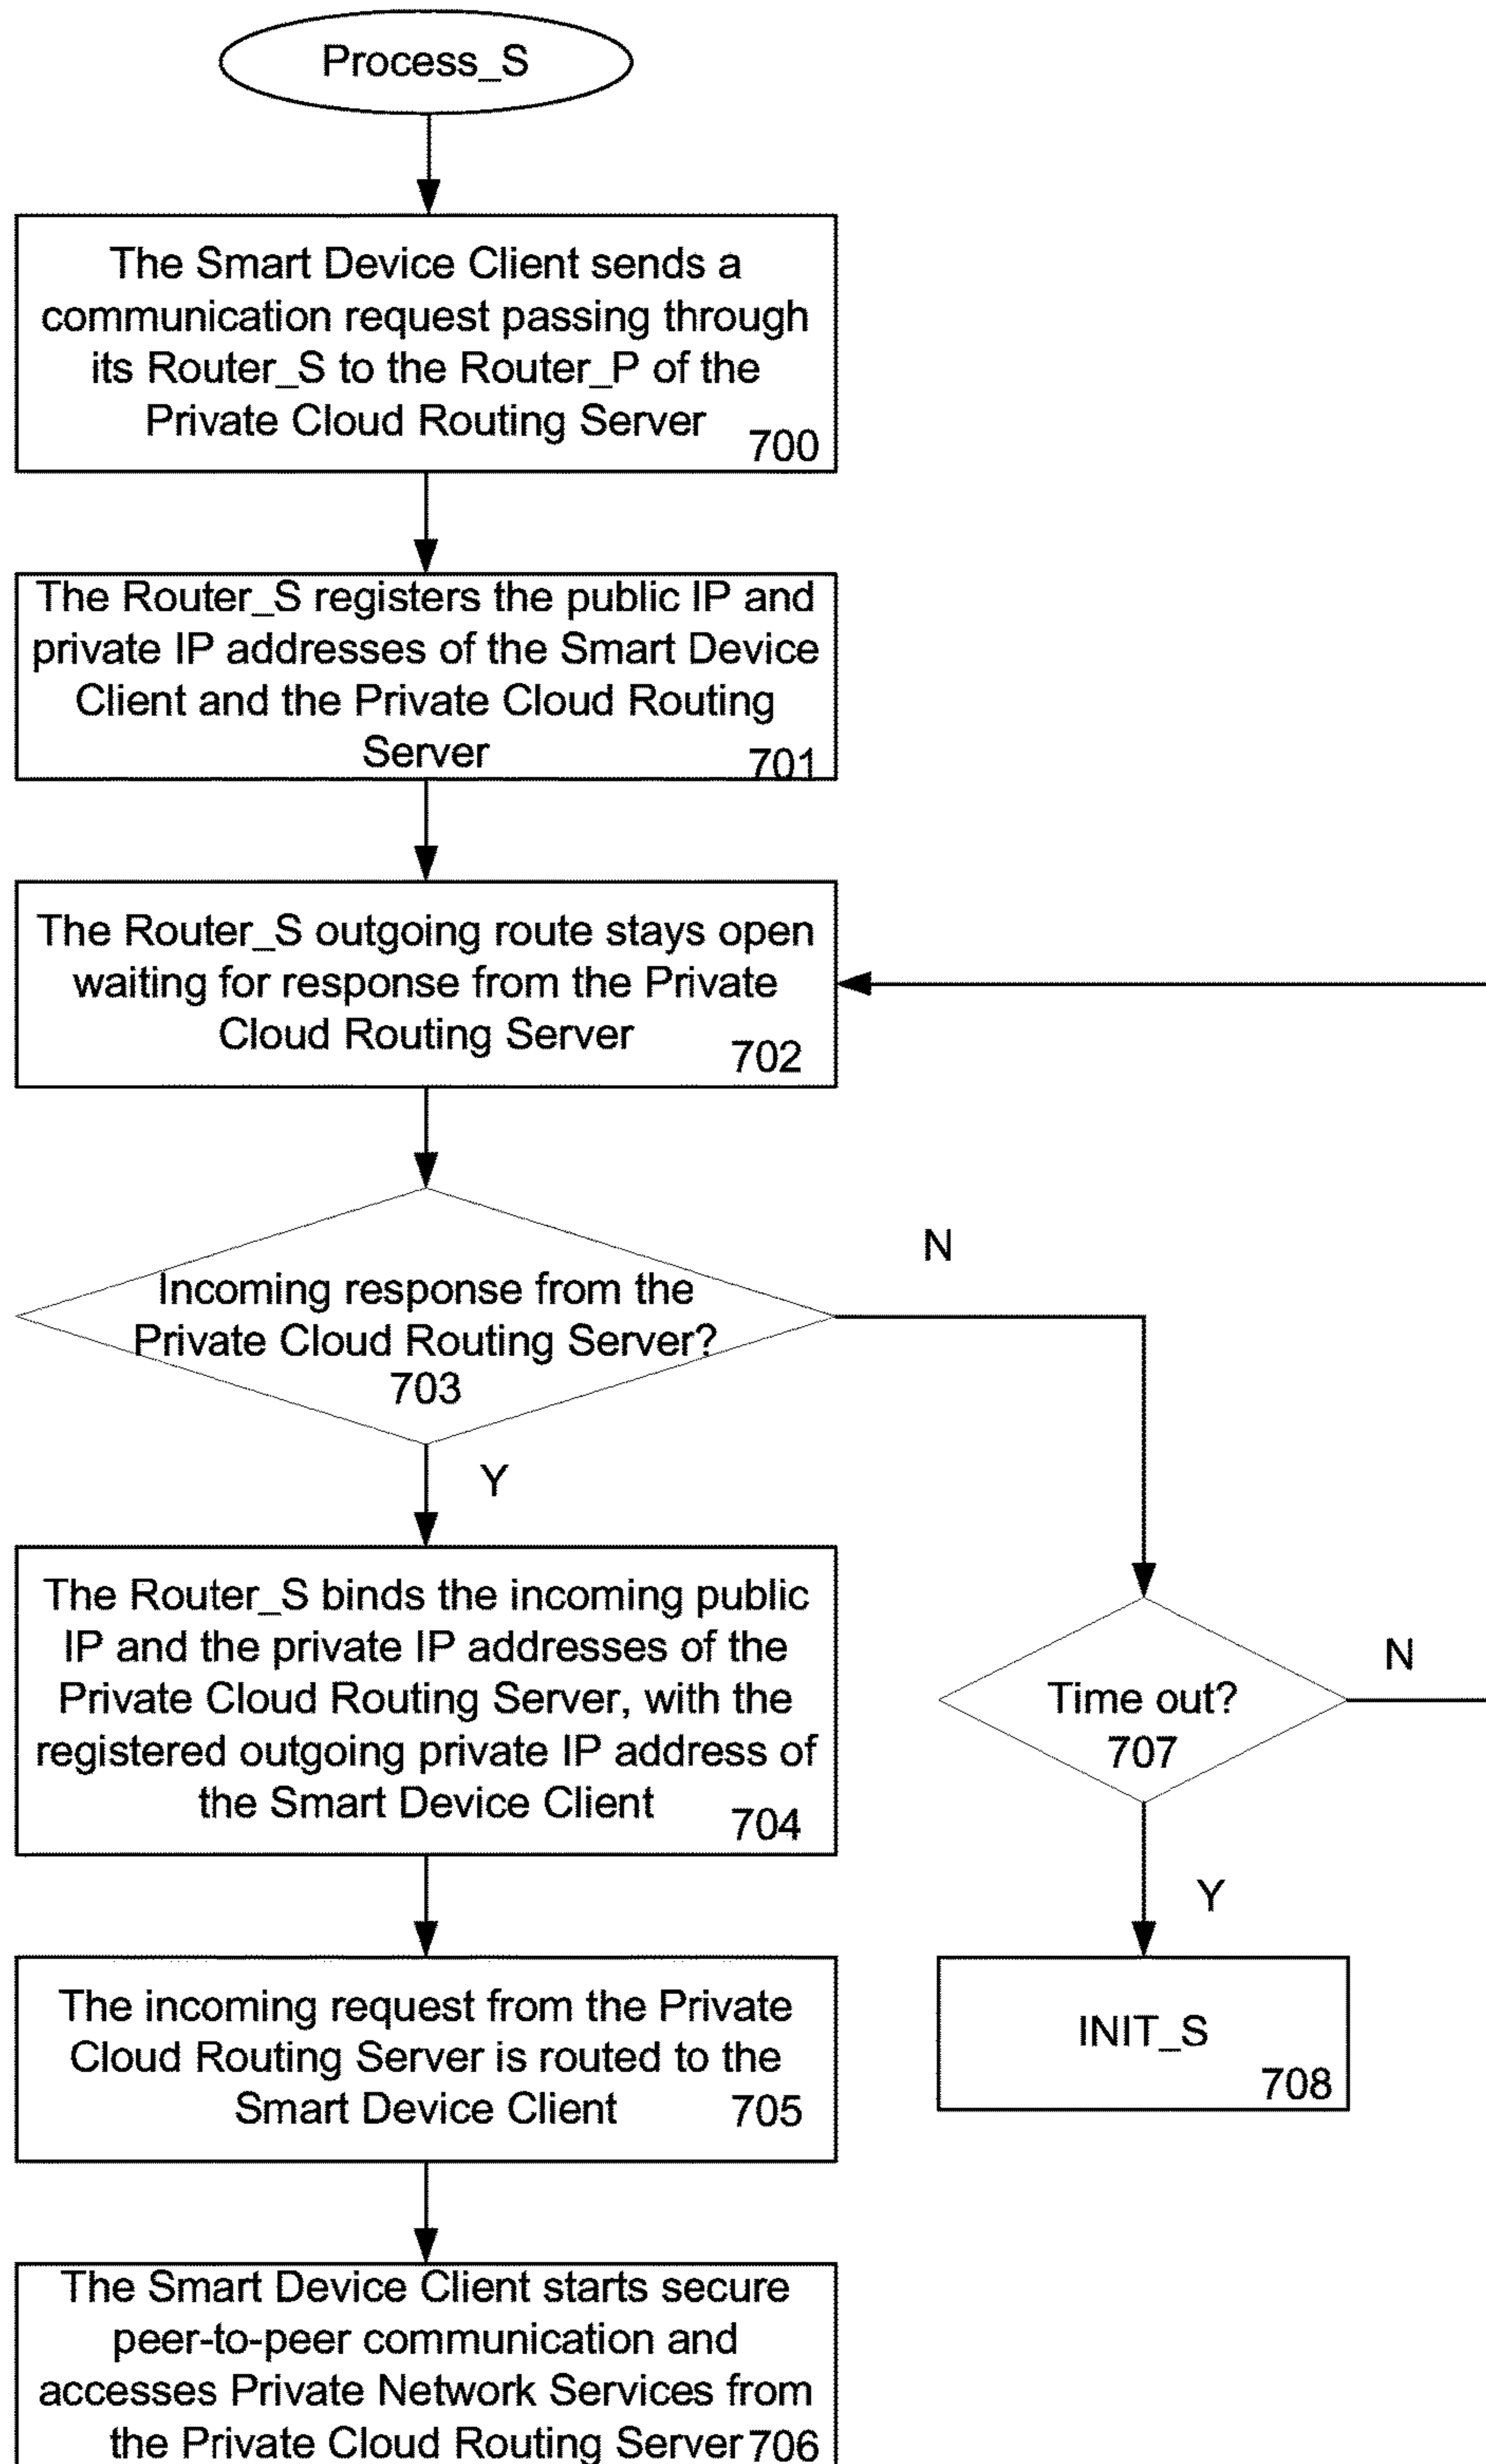 Process_S
The Smart Device Client sends a
communication request passing through
its Router_S to the Router_P of the
Private Cloud Routing Server
700
The Router_S registers the public IP and
private IP addresses of the Smart Device
Client and the Private Cloud Routing
Server
701
The Router_S outgoing route stays open
waiting for response from the Private
Cloud Routing Server
702
Incoming response from the
Private Cloud Routing Server?
703
N
Y
The Router_S binds the incoming public
IP and the private IP addresses of the
Private Cloud Routing Server, with the
registered outgoing private IP address of
the Smart Device Client
704
Time out?
707
N
Y
The incoming request from the Private
Cloud Routing Server is routed to the
Smart Device Client
705
INIT_S
708
The Smart Device Client starts secure
peer-to-peer communication and
accesses Private Network Services from
the Private Cloud Routing Server 706